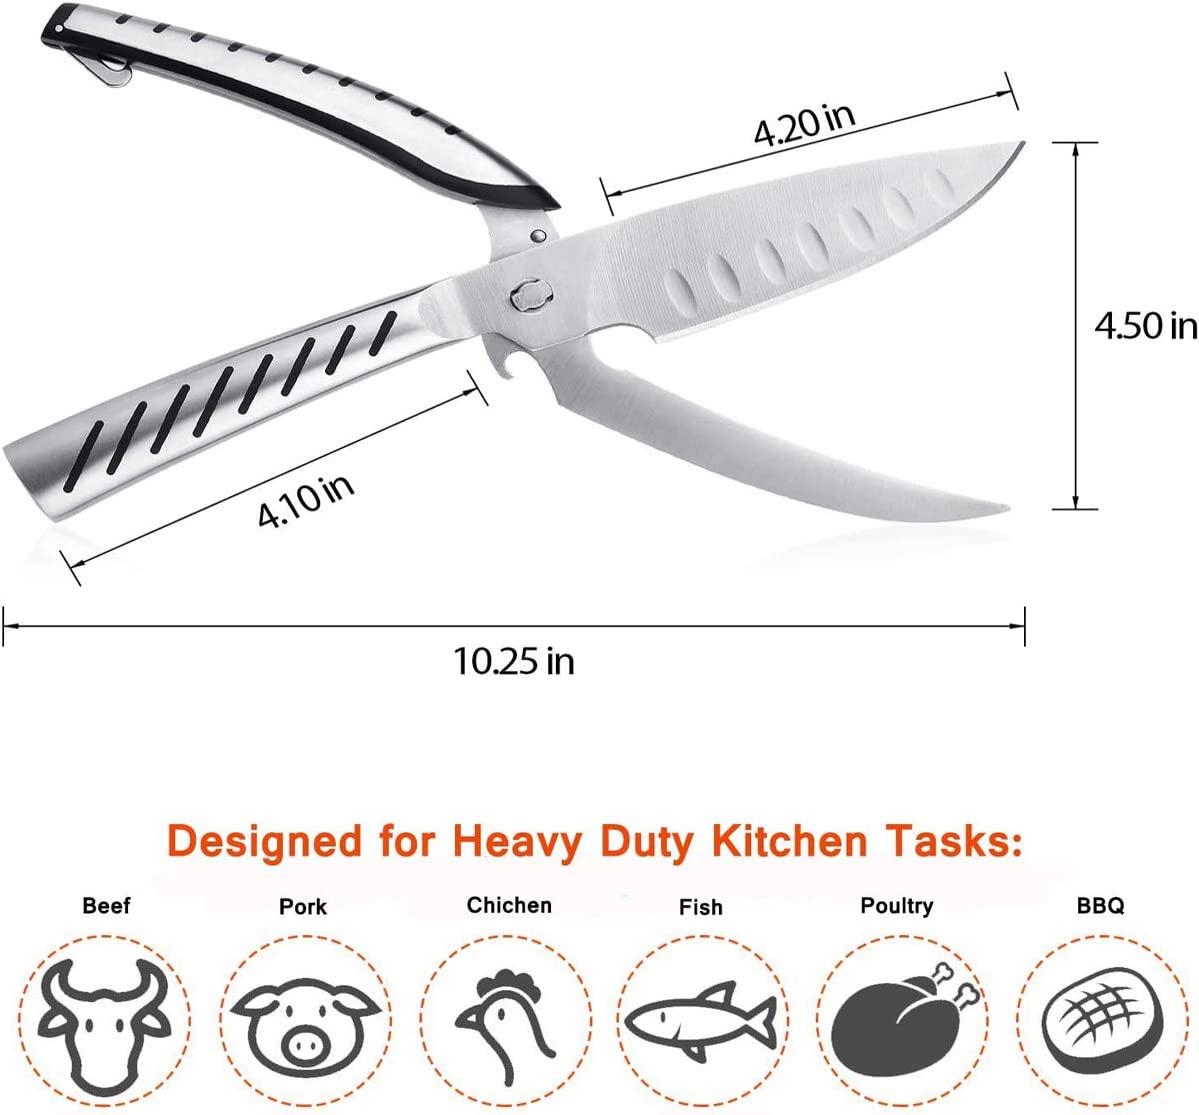 4.20 in
4.50 in
4.10 in
10.25 in
Designed for Heavy Duty Kitchen Tasks:
Beef Pork Chichen Fish Poultry BBQ